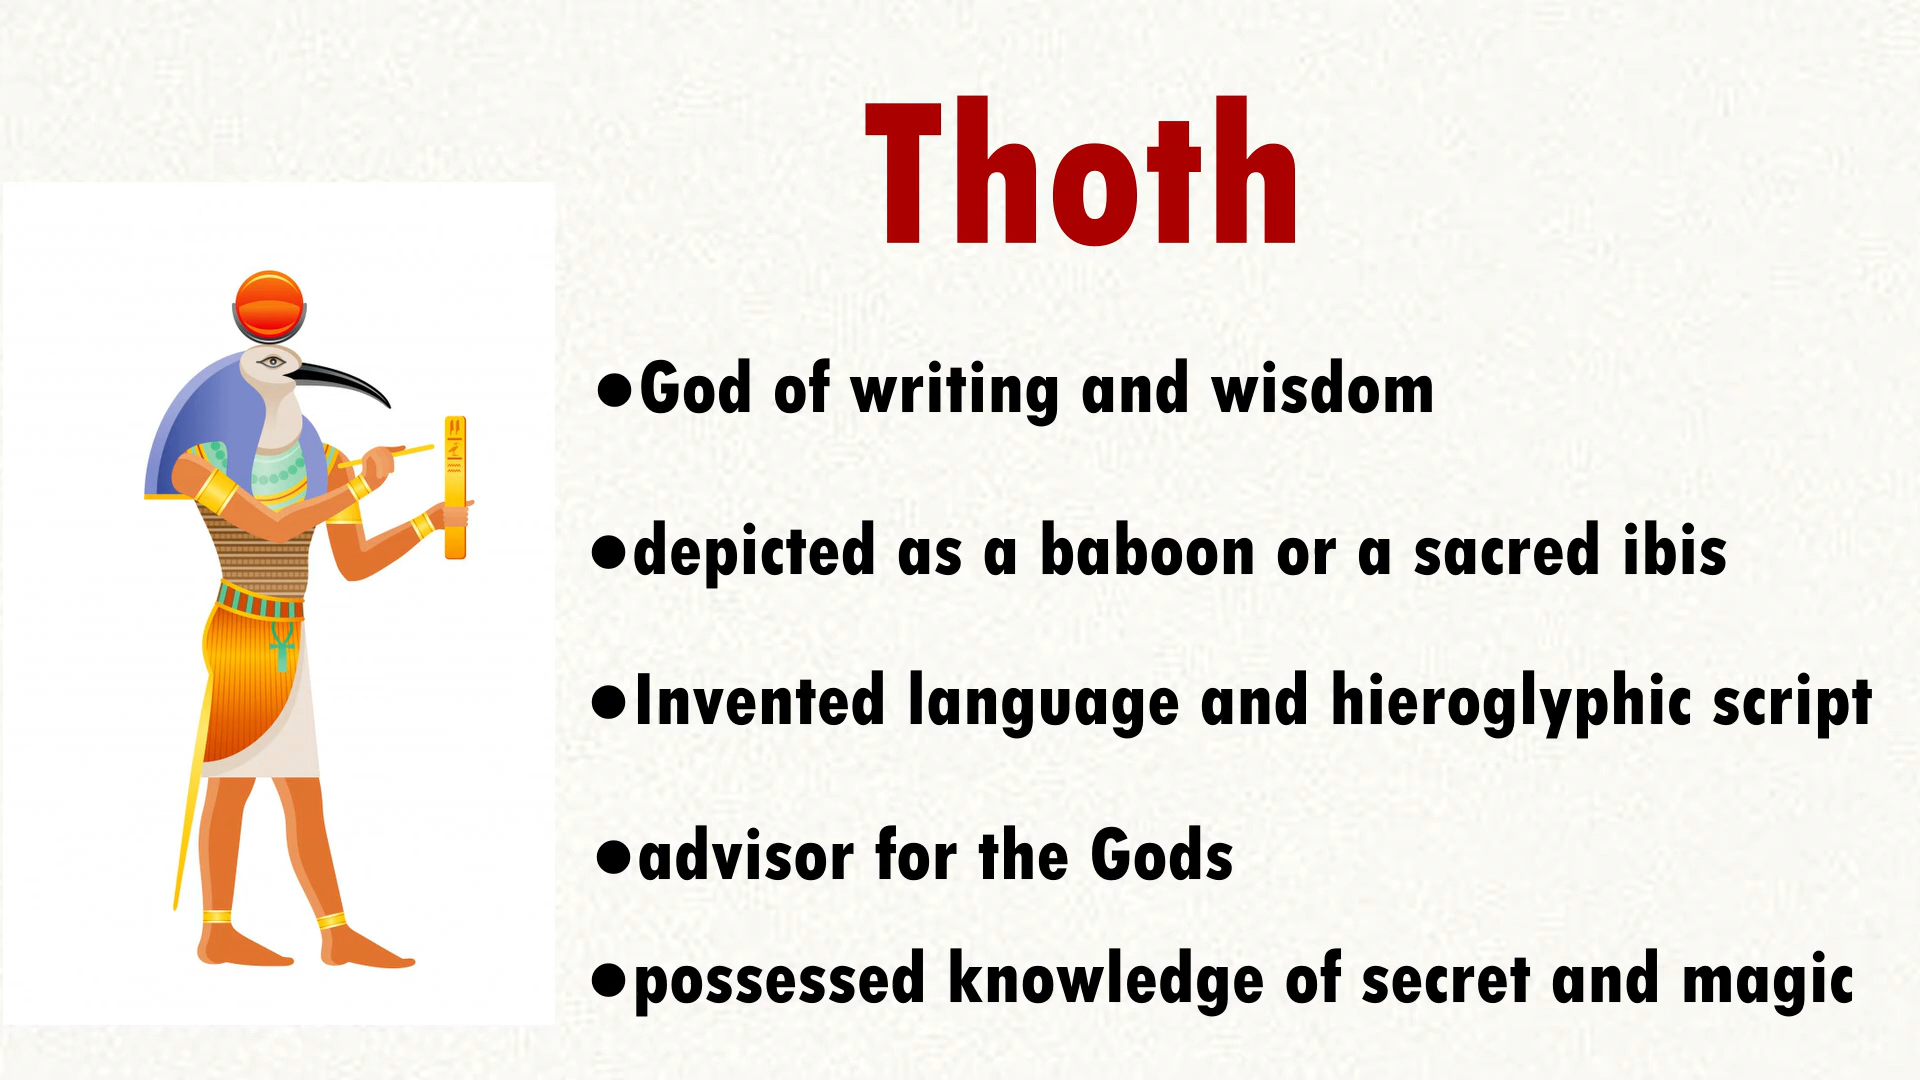 Thoth
●God of writing and wisdom
●depicted as a baboon or a sacred ibis
●Invented language and hieroglyphic script
●advisor for the Gods
●possessed knowledge of secret and magic